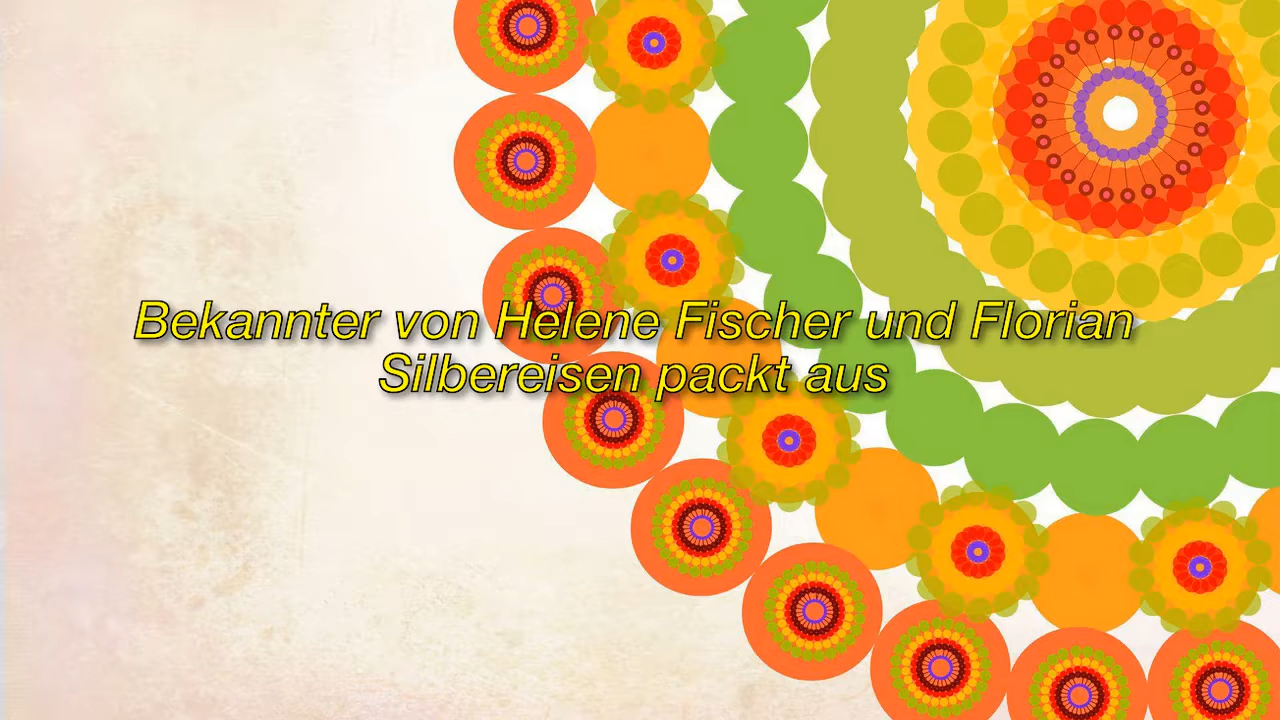 Bekannter von Helene Fischer und Florian
Silbereisen packt aus